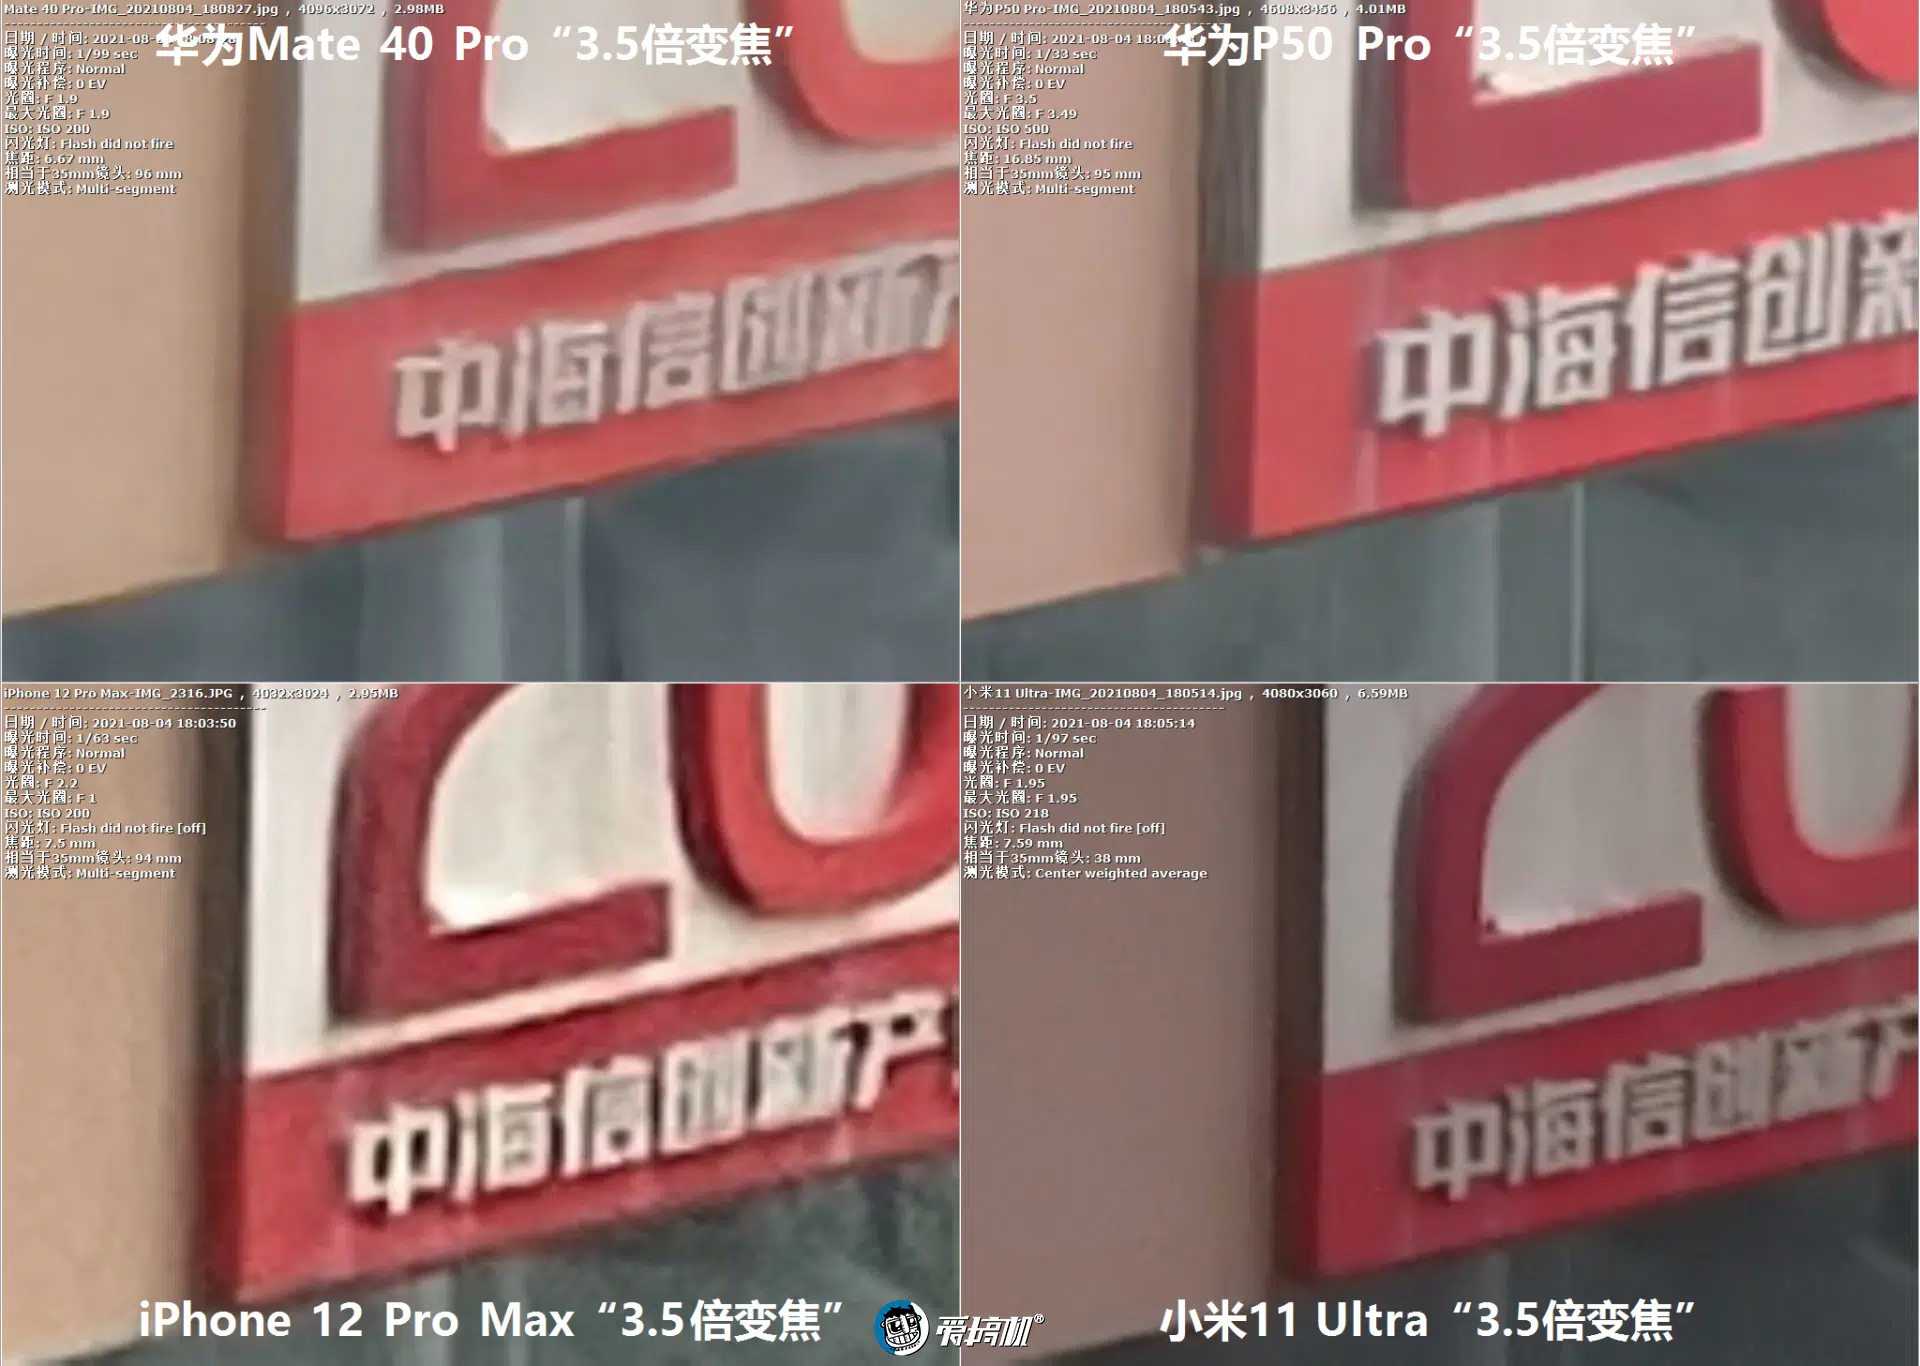 Mate 40 Pro-IMG_20210804_180827.jpg , 4096x3072 , 2.98MB
华为Mate 40 Pro“3.5倍变焦”
日期 / 时间: 2021-08-
曝光时间: 1/99 sec
曝光程序: Normal
曝光补偿: 0 EV
光圈: F 1.9
最大光圈: F 1.9
ISO: ISO 200
闪光灯: Flash did not fire
焦距: 6.67 mm
相当于35mm镜头: 96 mm
测光模式: Multi-segment
中海信创新产
华为P50 Pro-IMG_20210804_180543.jpg , 4608x3456 , 4.01MB
华为P50 Pro“3.5倍变焦”
日期 / 时间: 2021-08-04 18:0
曝光时间: 1/33 sec
曝光程序: Normal
曝光补偿: 0 EV
光圈: F 3.5
最大光圈: F 3.49
ISO: ISO 500
闪光灯: Flash did not fire
焦距: 16.85 mm
相当于35mm镜头: 95 mm
测光模式: Multi-segment
中海信创新
iPhone 12 Pro Max-IMG_2316.JPG , 4032x3024 , 2.95MB
日期 / 时间: 2021-08-04 18:03:50
曝光时间: 1/63 sec
曝光程序: Normal
曝光补偿: 0 EV
光圈: F 2.2
最大光圈: F 1
ISO: ISO 200
闪光灯: Flash did not fire [off]
焦距: 7.5 mm
相当于35mm镜头: 94 mm
测光模式: Multi-segment
中海信创新产
iPhone 12 Pro Max“3.5倍变焦”
小米11 Ultra-IMG_20210804_180514.jpg , 4080x3060 , 6.59MB
日期 / 时间: 2021-08-04 18:05:14
曝光时间: 1/97 sec
曝光程序: Normal
曝光补偿: 0 EV
光圈: F 1.95
最大光圈: F 1.95
ISO: ISO 218
闪光灯: Flash did not fire [off]
焦距: 7.59 mm
相当于35mm镜头: 38 mm
测光模式: Center weighted average
中海信创新产
小米11 Ultra“3.5倍变焦”
爱搞机®